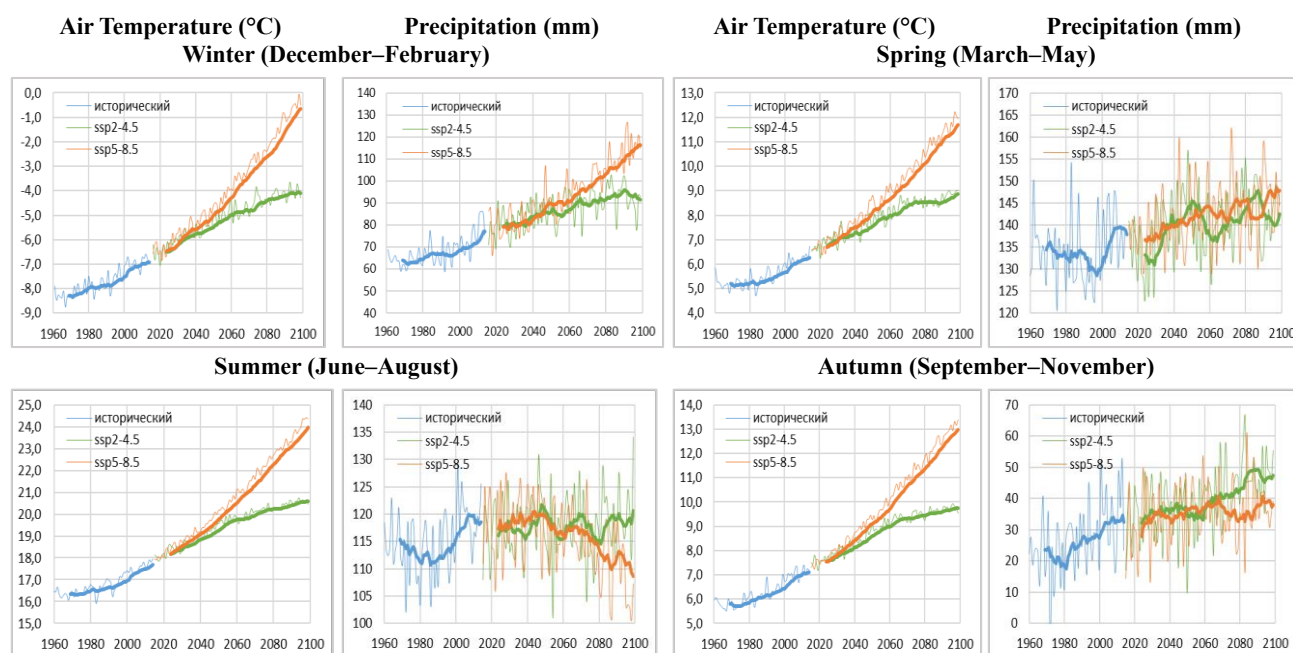 Air Temperature (°C) Precipitation (mm) Air Temperature (°C) Precipitation (mm)
Winter (December–February) Spring (March–May)
0,0
-1,0
-2,0
-3,0
-4,0
-5,0
-6,0
-7,0
-8,0
-9,0
исторический
ssp2-4.5
ssp5-8.5
1960 1980 2000 2020 2040 2060 2080 2100
140
130
120
110
100
90
80
70
60
50
40
исторический
ssp2-4.5
ssp5-8.5
1960 1980 2000 2020 2040 2060 2080 2100
13,0
12,0
11,0
10,0
9,0
8,0
7,0
6,0
5,0
4,0
исторический
ssp2-4.5
ssp5-8.5
1960 1980 2000 2020 2040 2060 2080 2100
170
165
160
155
150
145
140
135
130
125
120
исторический
ssp2-4.5
ssp5-8.5
1960 1980 2000 2020 2040 2060 2080 2100
Summer (June–August) Autumn (September–November)
25,0
24,0
23,0
22,0
21,0
20,0
19,0
18,0
17,0
16,0
15,0
исторический
ssp2-4.5
ssp5-8.5
1960 1980 2000 2020 2040 2060 2080 2100
140
135
130
125
120
115
110
105
100
исторический
ssp2-4.5
ssp5-8.5
1960 1980 2000 2020 2040 2060 2080 2100
14,0
13,0
12,0
11,0
10,0
9,0
8,0
7,0
6,0
5,0
исторический
ssp2-4.5
ssp5-8.5
1960 1980 2000 2020 2040 2060 2080 2100
70
60
50
40
30
20
10
0
исторический
ssp2-4.5
ssp5-8.5
1960 1980 2000 2020 2040 2060 2080 2100